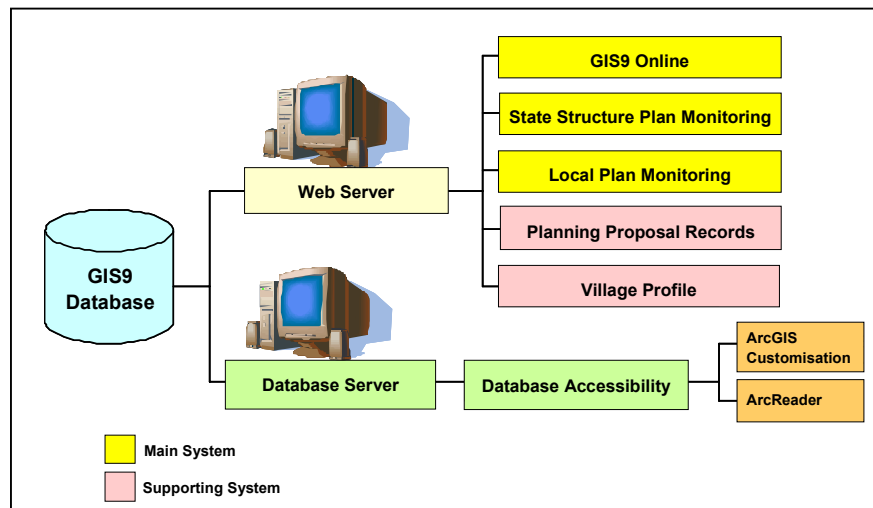 GIS9 Online
State Structure Plan Monitoring
Local Plan Monitoring
Web Server
Planning Proposal Records
Village Profile
GIS9
Database
Database Server
Database Accessibility
ArcGIS
Customisation
ArcReader
Main System
Supporting System